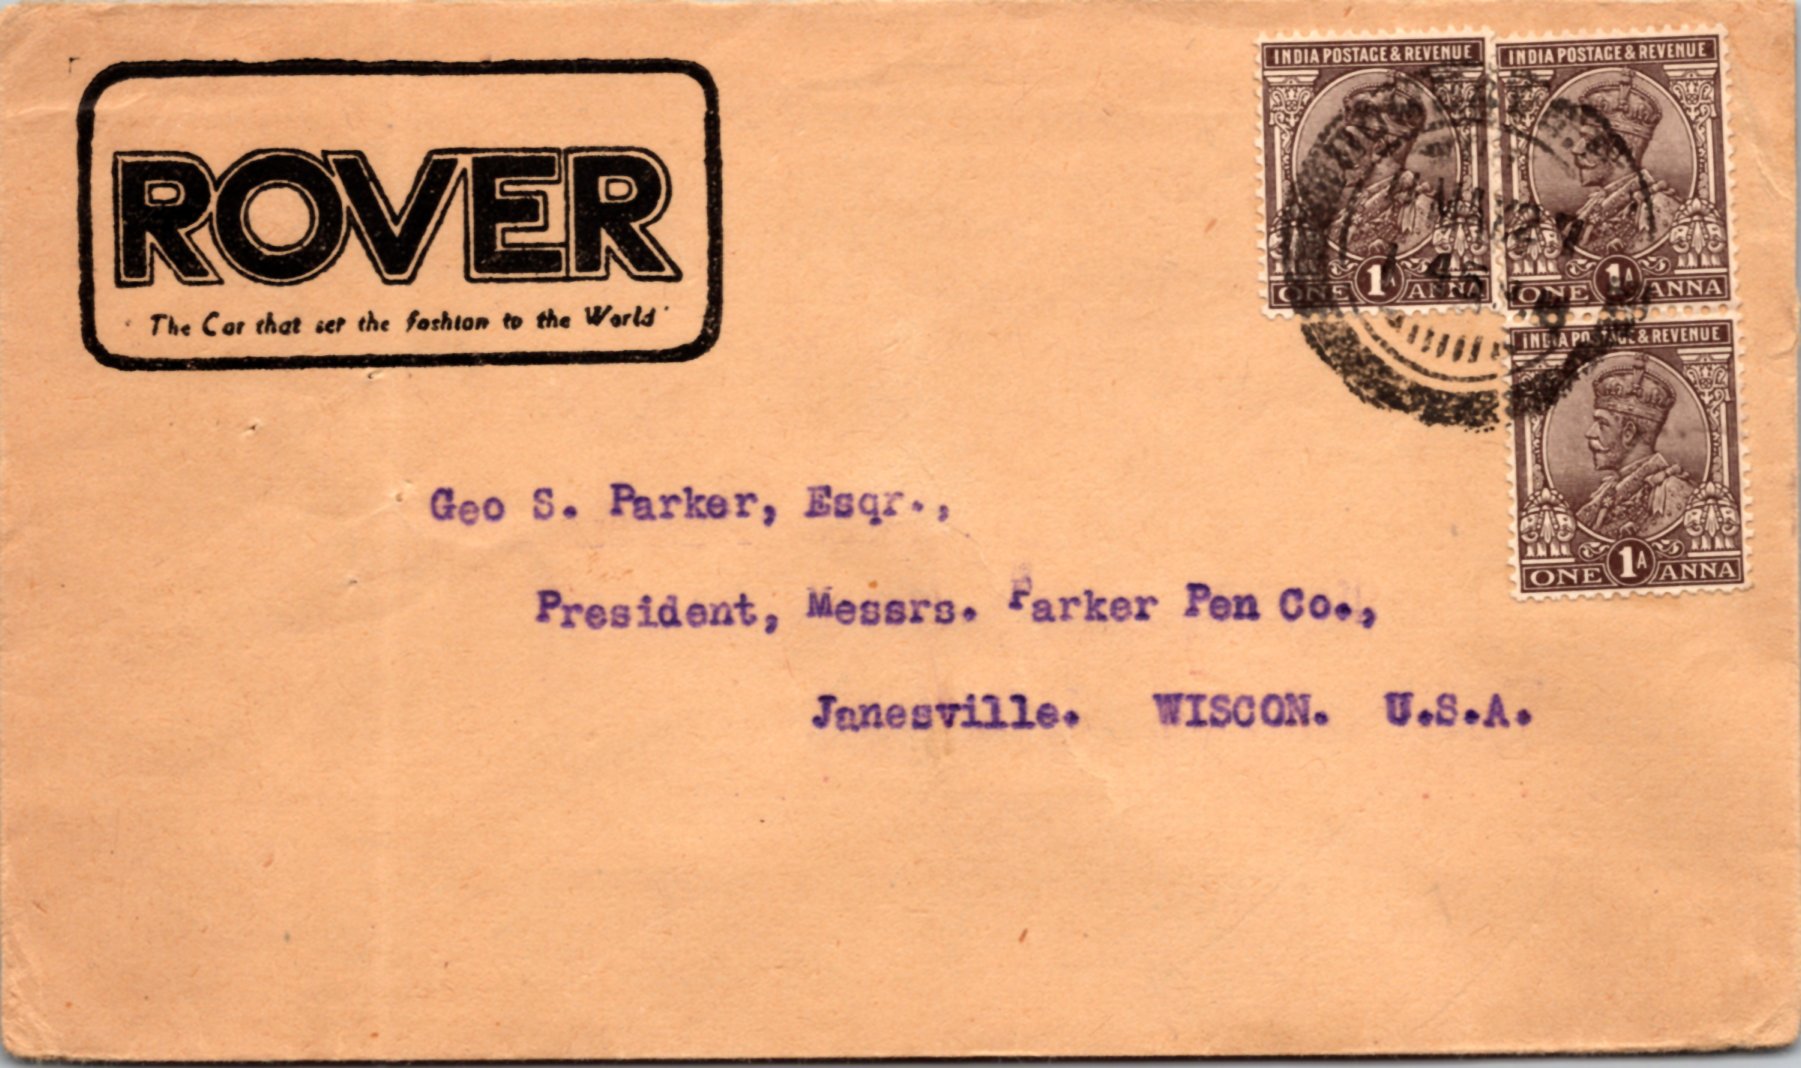 ROVER
The Car that set the fashion to the World
INDIA POSTAGE & REVENUE
1A
ONE ANNA
INDIA POSTAGE & REVENUE
1A
ONE ANNA
INDIA POSTAGE & REVENUE
1A
ONE ANNA
Geo S. Parker, Esqr.,
President, Messrs. Parker Pen Co.,
Janesville. WISCON. U.S.A.